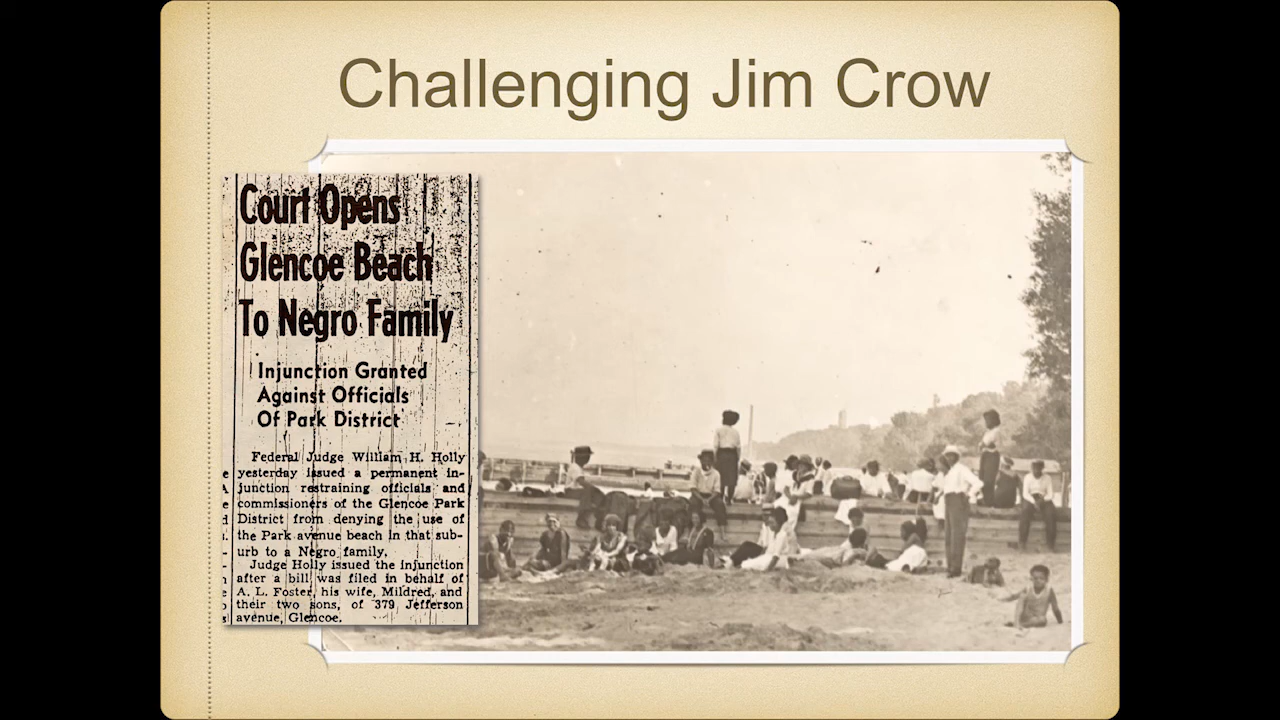 Challenging Jim Crow
Court Opens
Glencoe Beach
To Negro Family
Injunction Granted
Against Officials
Of Park District
Federal Judge William H. Holly
yesterday issued a permanent in-
junction restraining officials and
commissioners of the Glencoe Park
District from denying the use of
the Park avenue beach in that sub-
urb to a Negro family.
Judge Holly issued the injunction
after a bill was filed in behalf of
A. L. Foster, his wife, Mildred, and
their two sons, of 379 Jefferson
avenue, Glencoe.